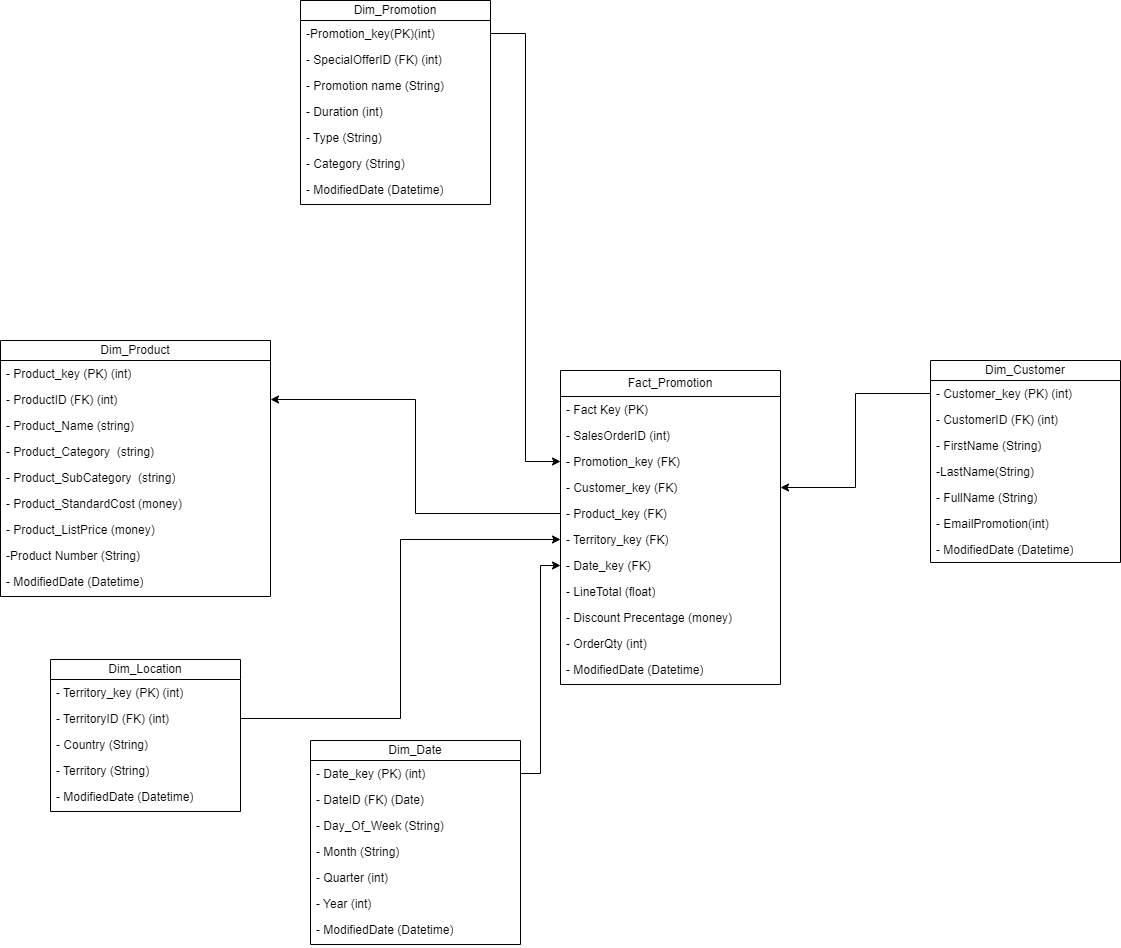 Dim_Promotion
-Promotion_key(PK)(int)
- SpecialOfferID (FK) (int)
- Promotion name (String)
- Duration (int)
- Type (String)
- Category (String)
- ModifiedDate (Datetime)
Dim_Product
- Product_key (PK) (int)
- ProductID (FK) (int)
- Product_Name (string)
- Product_Category  (string)
- Product_SubCategory  (string)
- Product_StandardCost (money)
- Product_ListPrice (money)
-Product Number (String)
- ModifiedDate (Datetime)
Fact_Promotion
- Fact Key (PK)
- SalesOrderID (int)
- Promotion_key (FK)
- Customer_key (FK)
- Product_key (FK)
- Territory_key (FK)
- Date_key (FK)
- LineTotal (float)
- Discount Precentage (money)
- OrderQty (int)
- ModifiedDate (Datetime)
Dim_Customer
- Customer_key (PK) (int)
- CustomerID (FK) (int)
- FirstName (String)
-LastName(String)
- FullName (String)
- EmailPromotion(int)
- ModifiedDate (Datetime)
Dim_Location
- Territory_key (PK) (int)
- TerritoryID (FK) (int)
- Country (String)
- Territory (String)
- ModifiedDate (Datetime)
Dim_Date
- Date_key (PK) (int)
- DateID (FK) (Date)
- Day_Of_Week (String)
- Month (String)
- Quarter (int)
- Year (int)
- ModifiedDate (Datetime)